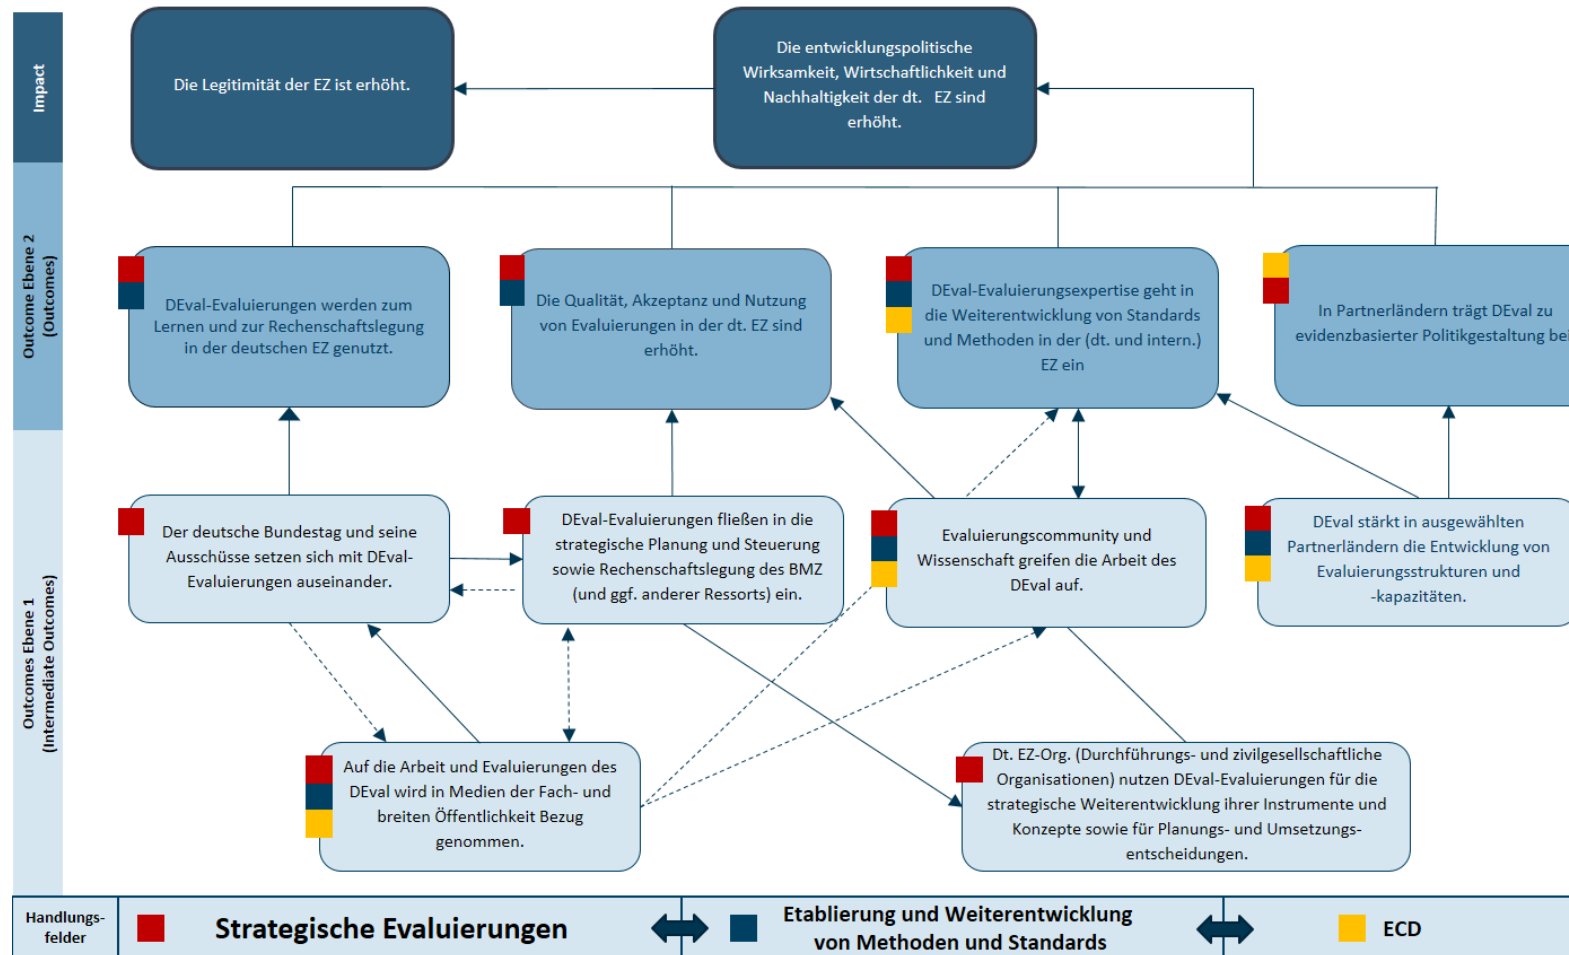 Impact
Die Legitimität der EZ ist erhöht.
Die entwicklungspolitische
Wirksamkeit, Wirtschaftlichkeit und
Nachhaltigkeit der dt. EZ sind
erhöht.
Outcome Ebene 2
(Outcomes)
DEval-Evaluierungen werden zum
Lernen und zur Rechenschaftslegung
in der deutschen EZ genutzt.
Die Qualität, Akzeptanz und Nutzung
von Evaluierungen in der dt. EZ sind
erhöht.
DEval-Evaluierungsexpertise geht in
die Weiterentwicklung von Standards
und Methoden in der (dt. und intern.)
EZ ein
In Partnerländern trägt DEval zu
evidenzbasierter Politikgestaltung bei
Outcomes Ebene 1
(Intermediate Outcomes)
Der deutsche Bundestag und seine
Ausschüsse setzen sich mit DEval-
Evaluierungen auseinander.
DEval-Evaluierungen fließen in die
strategische Planung und Steuerung
sowie Rechenschaftslegung des BMZ
(und ggf. anderer Ressorts) ein.
Evaluierungscommunity und
Wissenschaft greifen die Arbeit des
DEval auf.
DEval stärkt in ausgewählten
Partnerländern die Entwicklung von
Evaluierungsstrukturen und
-kapazitäten.
Auf die Arbeit und Evaluierungen des
DEval wird in Medien der Fach- und
breiten Öffentlichkeit Bezug
genommen.
Dt. EZ-Org. (Durchführungs- und zivilgesellschaftliche
Organisationen) nutzen DEval-Evaluierungen für die
strategische Weiterentwicklung ihrer Instrumente und
Konzepte sowie für Planungs- und Umsetzungs-
entscheidungen.
Handlungs-
felder
Strategische Evaluierungen
Etablierung und Weiterentwicklung
von Methoden und Standards
ECD